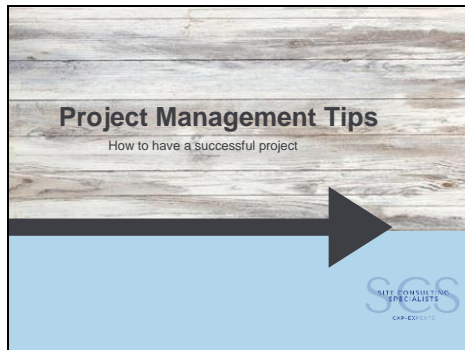 Project Management Tips
How to have a successful project
SCS
SITE CONSULTING
SPECIALISTS
CAP-EXPERTS